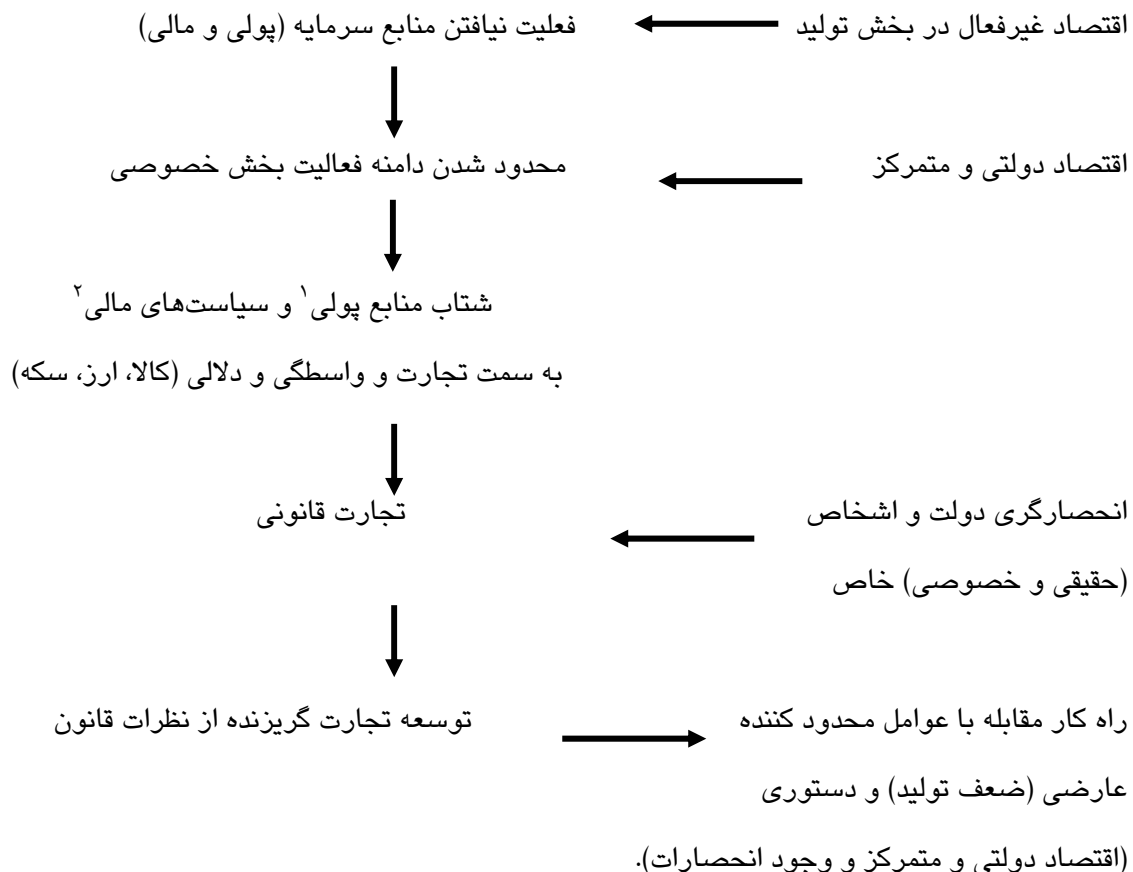 اقتصاد غیرفعال در بخش تولید
فعلیت نیافتن منابع سرمایه (پولی و مالی)
اقتصاد دولتی و متمرکز
محدود شدن دامنه فعالیت بخش خصوصی
شتاب منابع پولی۱ و سیاست‌های مالی۲
به سمت تجارت و واسطگی و دلالی (کالا، ارز، سکه)
انحصارگری دولت و اشخاص
(حقیقی و خصوصی) خاص
تجارت قانونی
توسعه تجارت گریزنده از نظرات قانون
راه کار مقابله با عوامل محدود کننده
عارضی (ضعف تولید) و دستوری
(اقتصاد دولتی و متمرکز و وجود انحصارات).